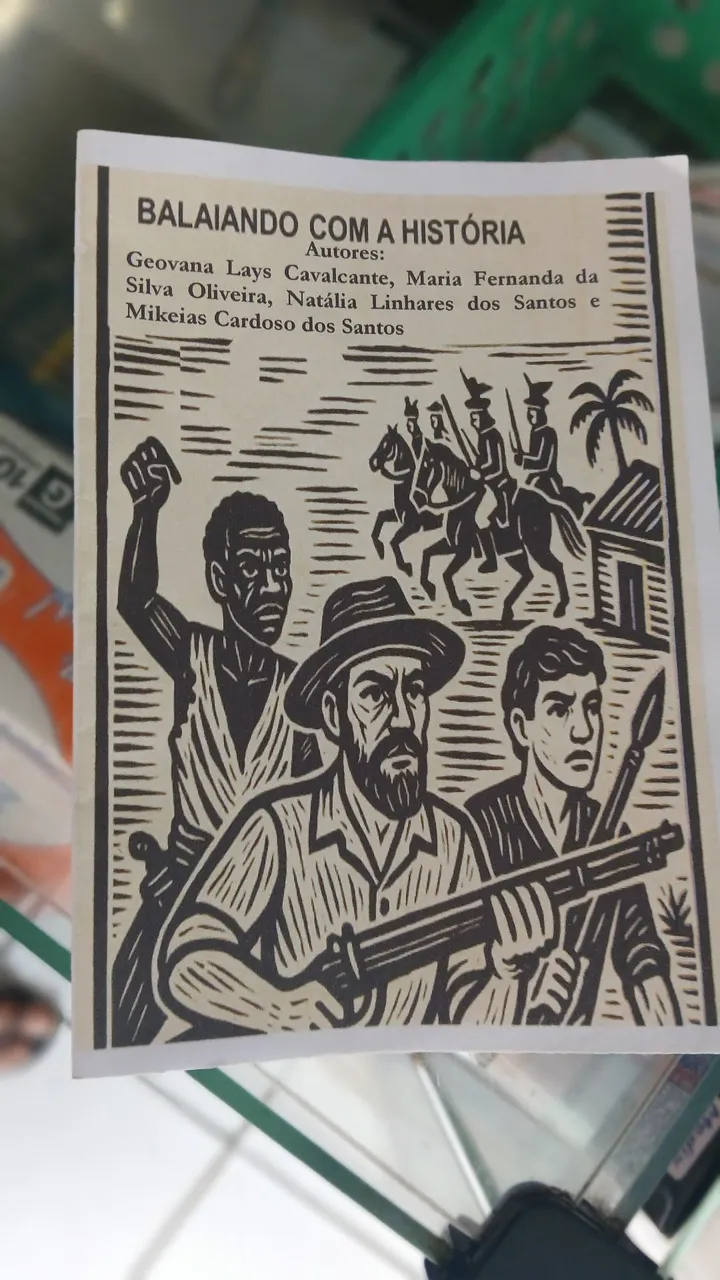 BALAIANDO COM A HISTÓRIA
Autores:
Geovana Lays Cavalcante, Maria Fernanda da
Silva Oliveira, Natália Linhares dos Santos e
Mikeias Cardoso dos Santos
10